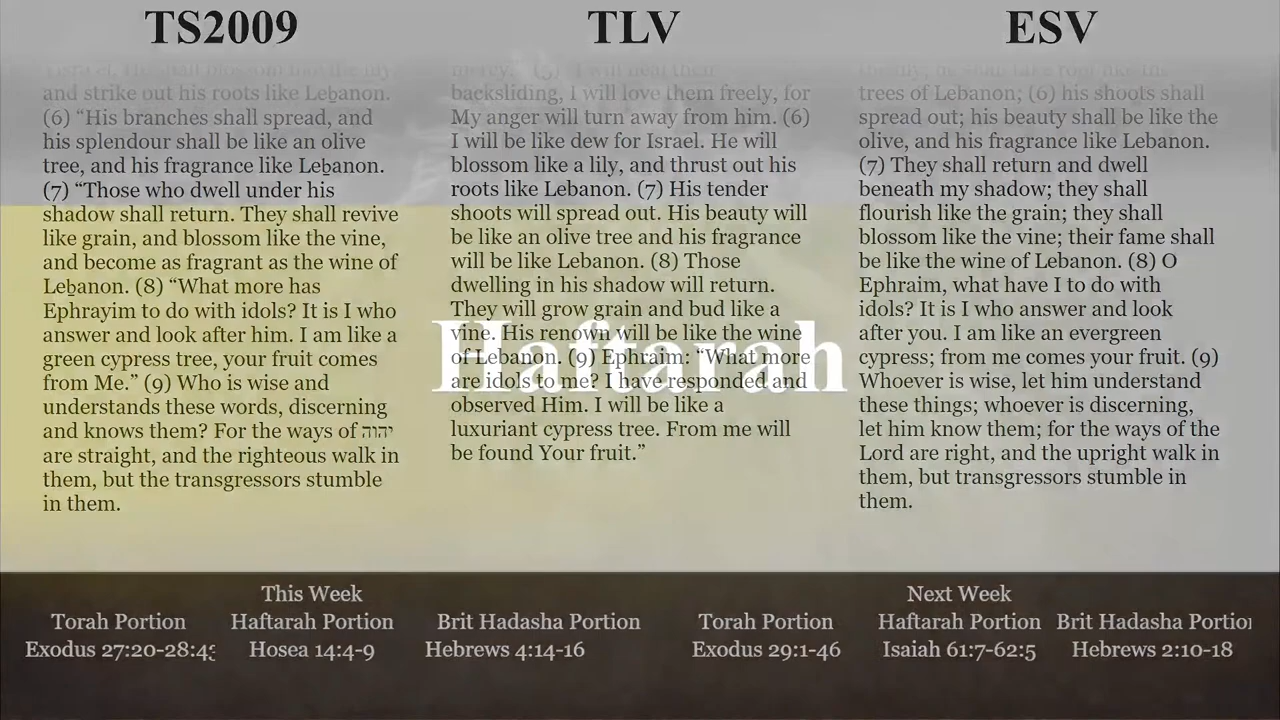 TS2009
and strike out his roots like Leḇanon.
(6) “His branches shall spread, and
his splendour shall be like an olive
tree, and his fragrance like Leḇanon.
(7) “Those who dwell under his
shadow shall return. They shall revive
like grain, and blossom like the vine,
and become as fragrant as the wine of
Leḇanon. (8) “What more has
Ephrayim to do with idols? It is I who
answer and look after him. I am like a
green cypress tree, your fruit comes
from Me.” (9) Who is wise and
understands these words, discerning
and knows them? For the ways of יהוה
are straight, and the righteous walk in
them, but the transgressors stumble
in them.
TLV
mercy.” (5) “I will heal their
backsliding, I will love them freely, for
My anger will turn away from him. (6)
I will be like dew for Israel. He will
blossom like a lily, and thrust out his
roots like Lebanon. (7) His tender
shoots will spread out. His beauty will
be like an olive tree and his fragrance
will be like Lebanon. (8) Those
dwelling in his shadow will return.
They will grow grain and bud like a
vine. His renown will be like the wine
of Lebanon. (9) Ephraim: “What more
are idols to me? I have responded and
observed Him. I will be like a
luxuriant cypress tree. From me will
be found Your fruit.”
ESV
trees of Lebanon; (6) his shoots shall
spread out; his beauty shall be like the
olive, and his fragrance like Lebanon.
(7) They shall return and dwell
beneath my shadow; they shall
flourish like the grain; they shall
blossom like the vine; their fame shall
be like the wine of Lebanon. (8) O
Ephraim, what have I to do with
idols? It is I who answer and look
after you. I am like an evergreen
cypress; from me comes your fruit. (9)
Whoever is wise, let him understand
these things; whoever is discerning,
let him know them; for the ways of the
Lord are right, and the upright walk in
them, but transgressors stumble in
them.
Haftarah
This Week
Torah Portion
Exodus 27:20-28:43
Haftarah Portion
Hosea 14:4-9
Brit Hadasha Portion
Hebrews 4:14-16
Next Week
Torah Portion
Exodus 29:1-46
Haftarah Portion
Isaiah 61:7-62:5
Brit Hadasha Portion
Hebrews 2:10-18